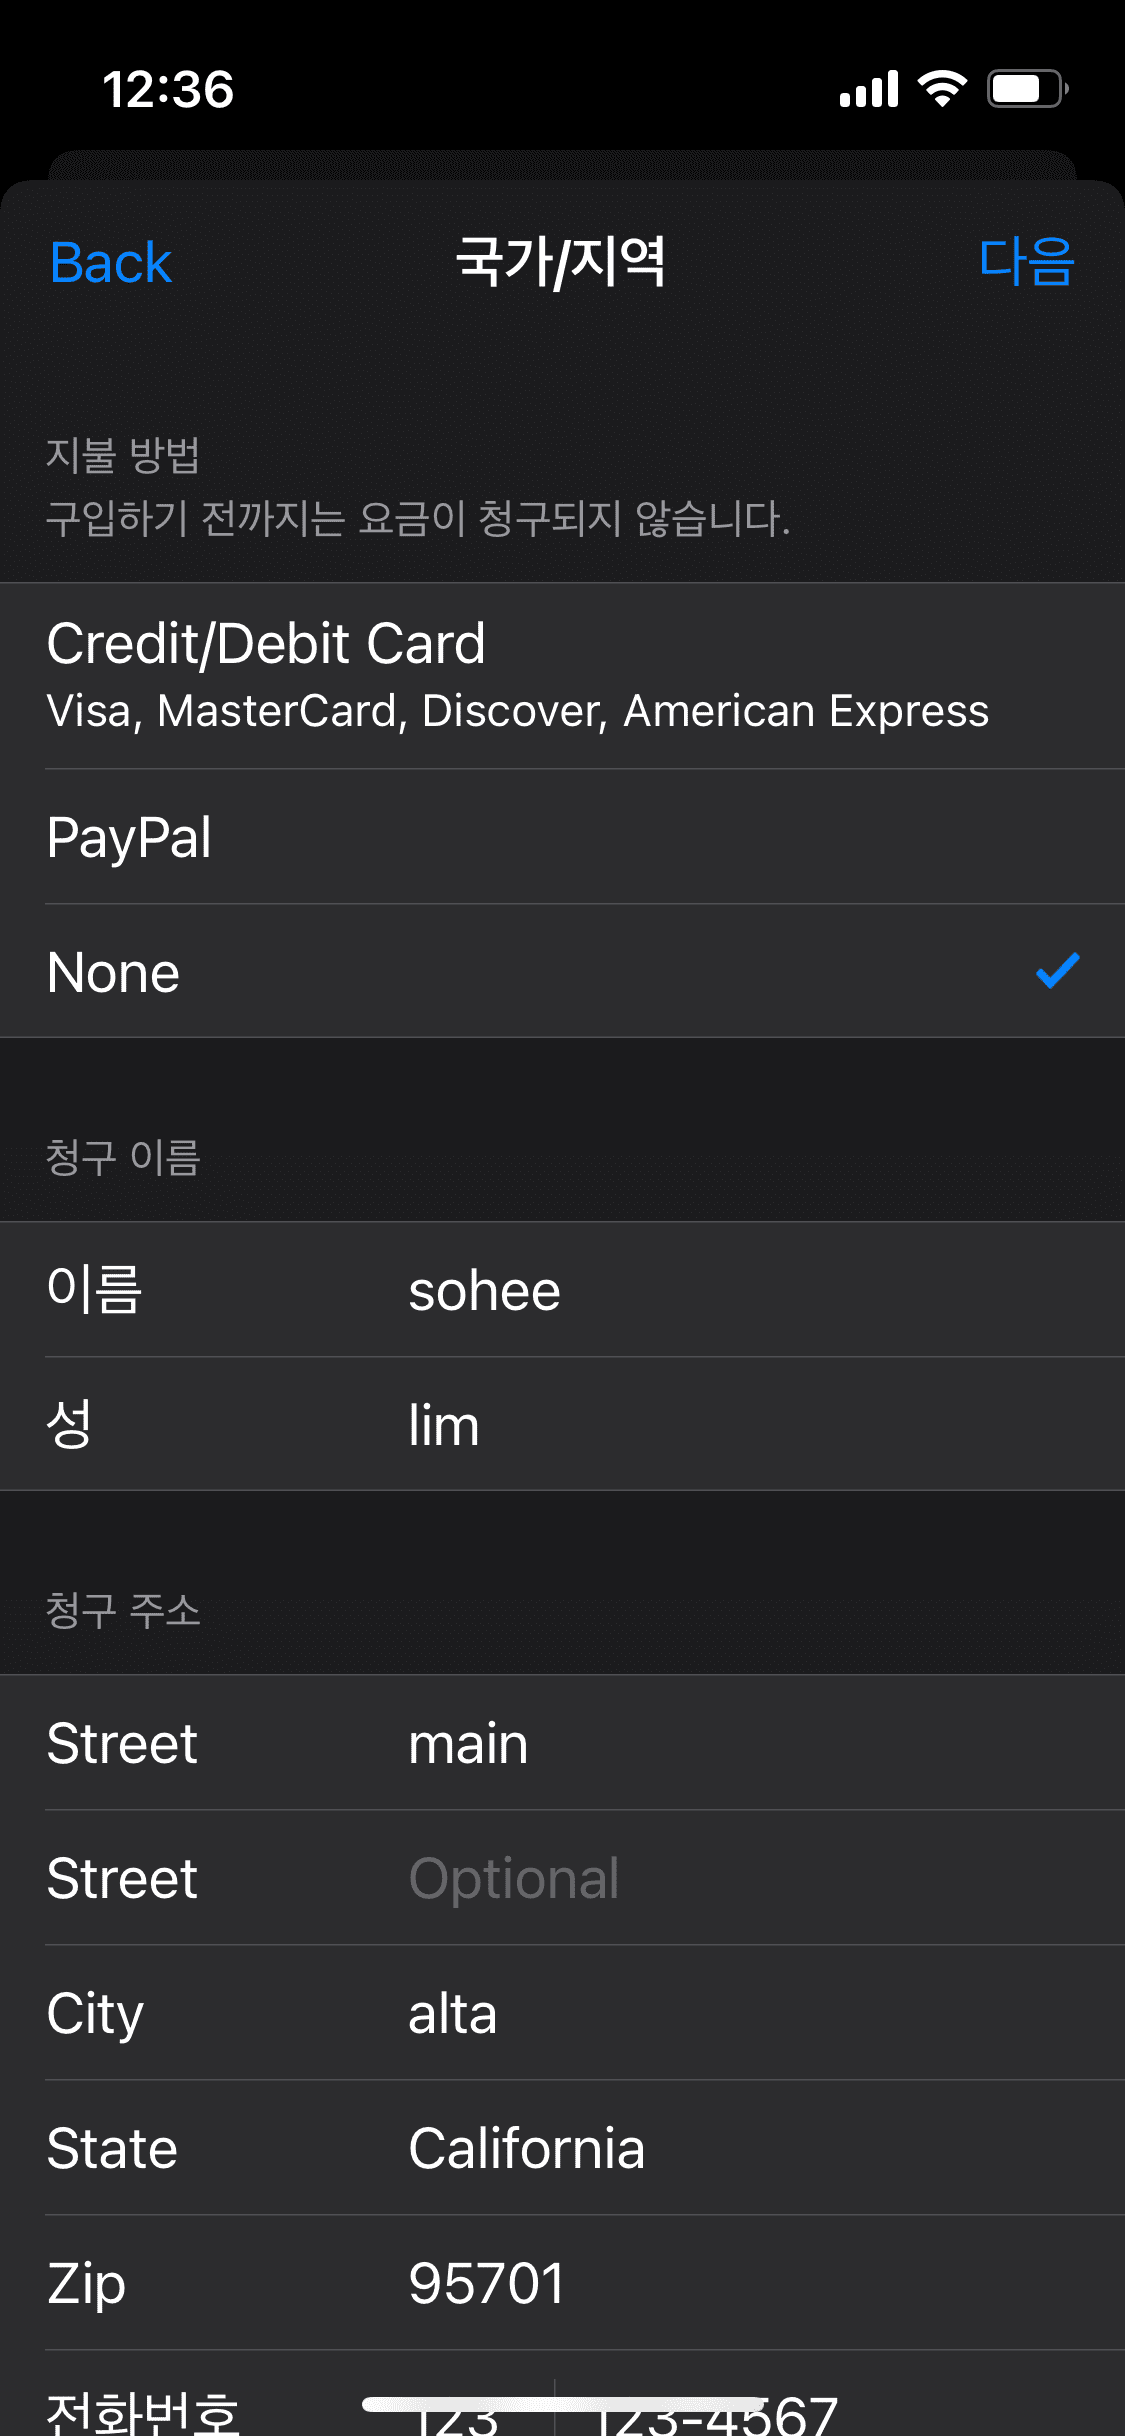 12:36
Back 국가/지역 다음
지불 방법
구입하기 전까지는 요금이 청구되지 않습니다.
Credit/Debit Card
Visa, MasterCard, Discover, American Express
PayPal
None
청구 이름
이름 sohee
성 lim
청구 주소
Street main
Street Optional
City alta
State California
Zip 95701
전화번호 123 123-4567